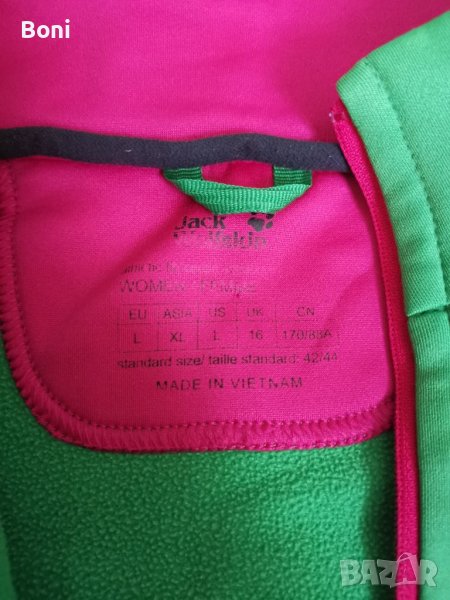 Boni
Jack
Wolfskin
WOMEN
EU ASIA US UK CN
L XL L 16 170/88A
standard size/ taille standard: 42/44
MADE IN VIETNAM
BAZAR